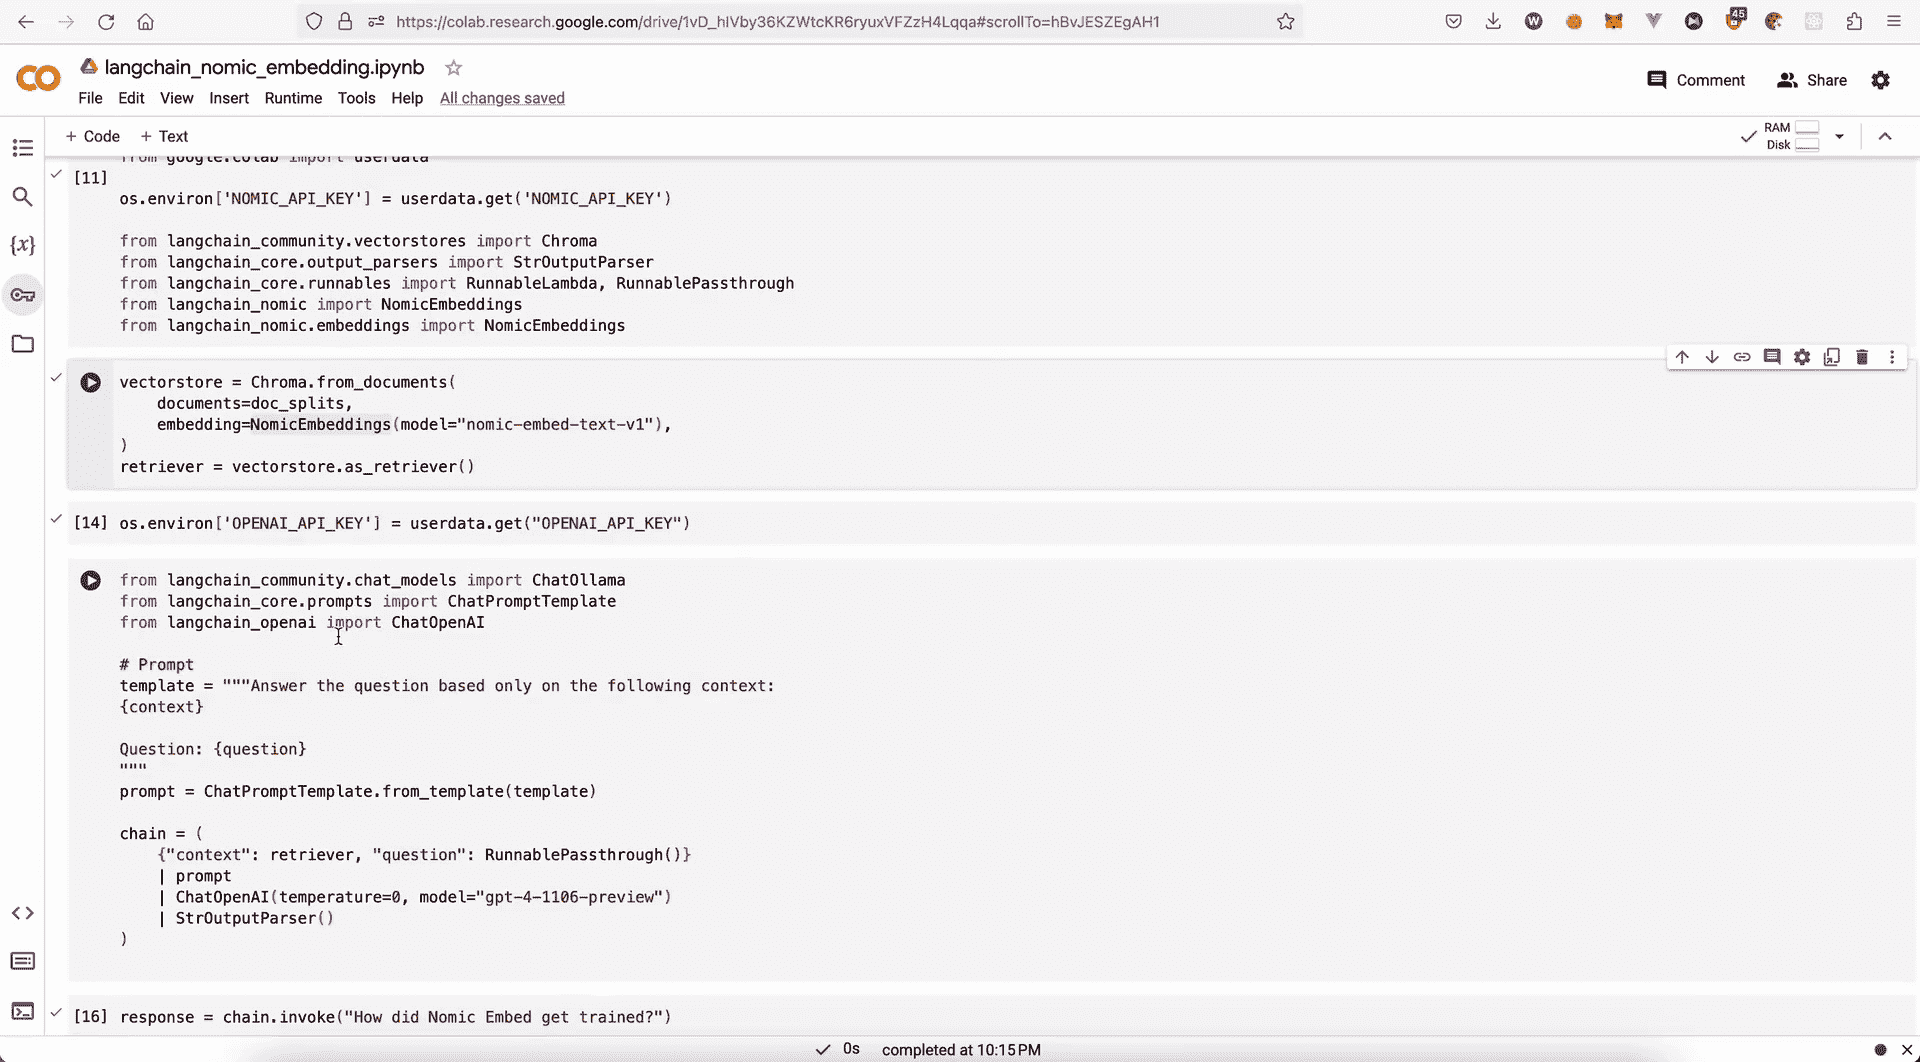 https://colab.research.google.com/drive/1vD_hIVby36KZWtcKR6ryuxVFZzH4Lqqa#scrollTo=hBvJESZEgAH1
45
langchain_nomic_embedding.ipynb
Comment
Share
File Edit View Insert Runtime Tools Help All changes saved
+ Code + Text
RAM
Disk
from google.colab import userdata
[11]
os.environ['NOMIC_API_KEY'] = userdata.get('NOMIC_API_KEY')
from langchain_community.vectorstores import Chroma
from langchain_core.output_parsers import StrOutputParser
from langchain_core.runnables import RunnableLambda, RunnablePassthrough
from langchain_nomic import NomicEmbeddings
from langchain_nomic.embeddings import NomicEmbeddings
vectorstore = Chroma.from_documents(
documents=doc_splits,
embedding=NomicEmbeddings(model="nomic-embed-text-v1"),
)
retriever = vectorstore.as_retriever()
[14] os.environ['OPENAI_API_KEY'] = userdata.get("OPENAI_API_KEY")
from langchain_community.chat_models import ChatOllama
from langchain_core.prompts import ChatPromptTemplate
from langchain_openai import ChatOpenAI
# Prompt
template = """Answer the question based only on the following context:
{context}
Question: {question}
"""
prompt = ChatPromptTemplate.from_template(template)
chain = (
{"context": retriever, "question": RunnablePassthrough()}
| prompt
| ChatOpenAI(temperature=0, model="gpt-4-1106-preview")
| StrOutputParser()
)
[16] response = chain.invoke("How did Nomic Embed get trained?")
0s completed at 10:15 PM